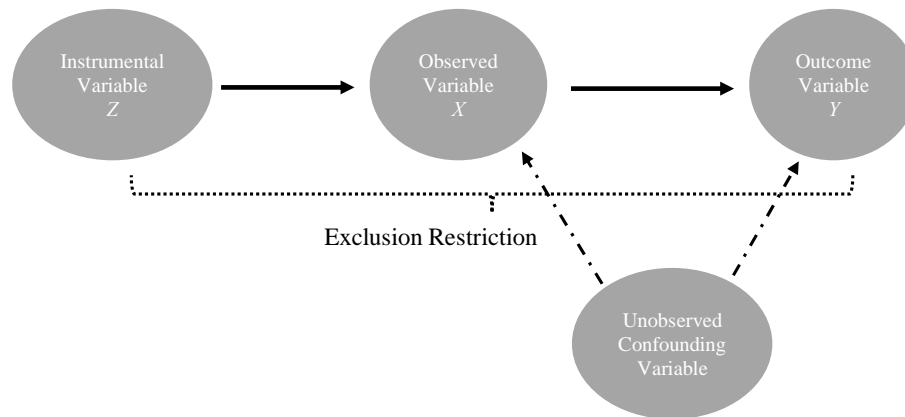 Instrumental
Variable
Z
Observed
Variable
X
Outcome
Variable
Y
Exclusion Restriction
Unobserved
Confounding
Variable